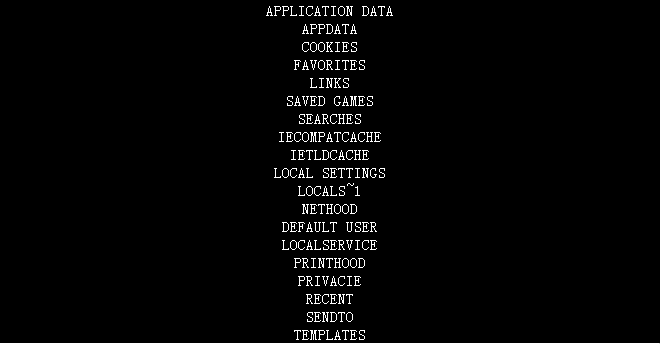 APPLICATION DATA
APPDATA
COOKIES
FAVORITES
LINKS
SAVED GAMES
SEARCHES
IECOMPATCACHE
IETLDCACHE
LOCAL SETTINGS
LOCALS~1
NETHOOD
DEFAULT USER
LOCALSERVICE
PRINTHOOD
PRIVACIE
RECENT
SENDTO
TEMPLATES